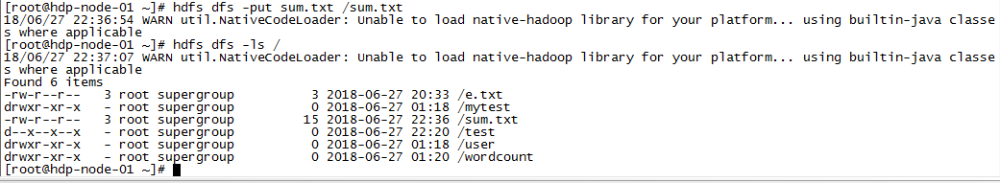 [root@hdp-node-01 ~]# hdfs dfs -put sum.txt /sum.txt
18/06/27 22:36:54 WARN util.NativeCodeLoader: Unable to load native-hadoop library for your platform... using builtin-java classe
s where applicable
[root@hdp-node-01 ~]# hdfs dfs -ls /
18/06/27 22:37:07 WARN util.NativeCodeLoader: Unable to load native-hadoop library for your platform... using builtin-java classe
s where applicable
Found 6 items
-rw-r--r--   3 root supergroup          3 2018-06-27 20:33 /e.txt
drwxr-xr-x   - root supergroup          0 2018-06-27 01:18 /mytest
-rw-r--r--   3 root supergroup         15 2018-06-27 22:36 /sum.txt
d--x--x--x   - root supergroup          0 2018-06-27 22:20 /test
drwxr-xr-x   - root supergroup          0 2018-06-27 01:18 /user
drwxr-xr-x   - root supergroup          0 2018-06-27 01:20 /wordcount
[root@hdp-node-01 ~]#